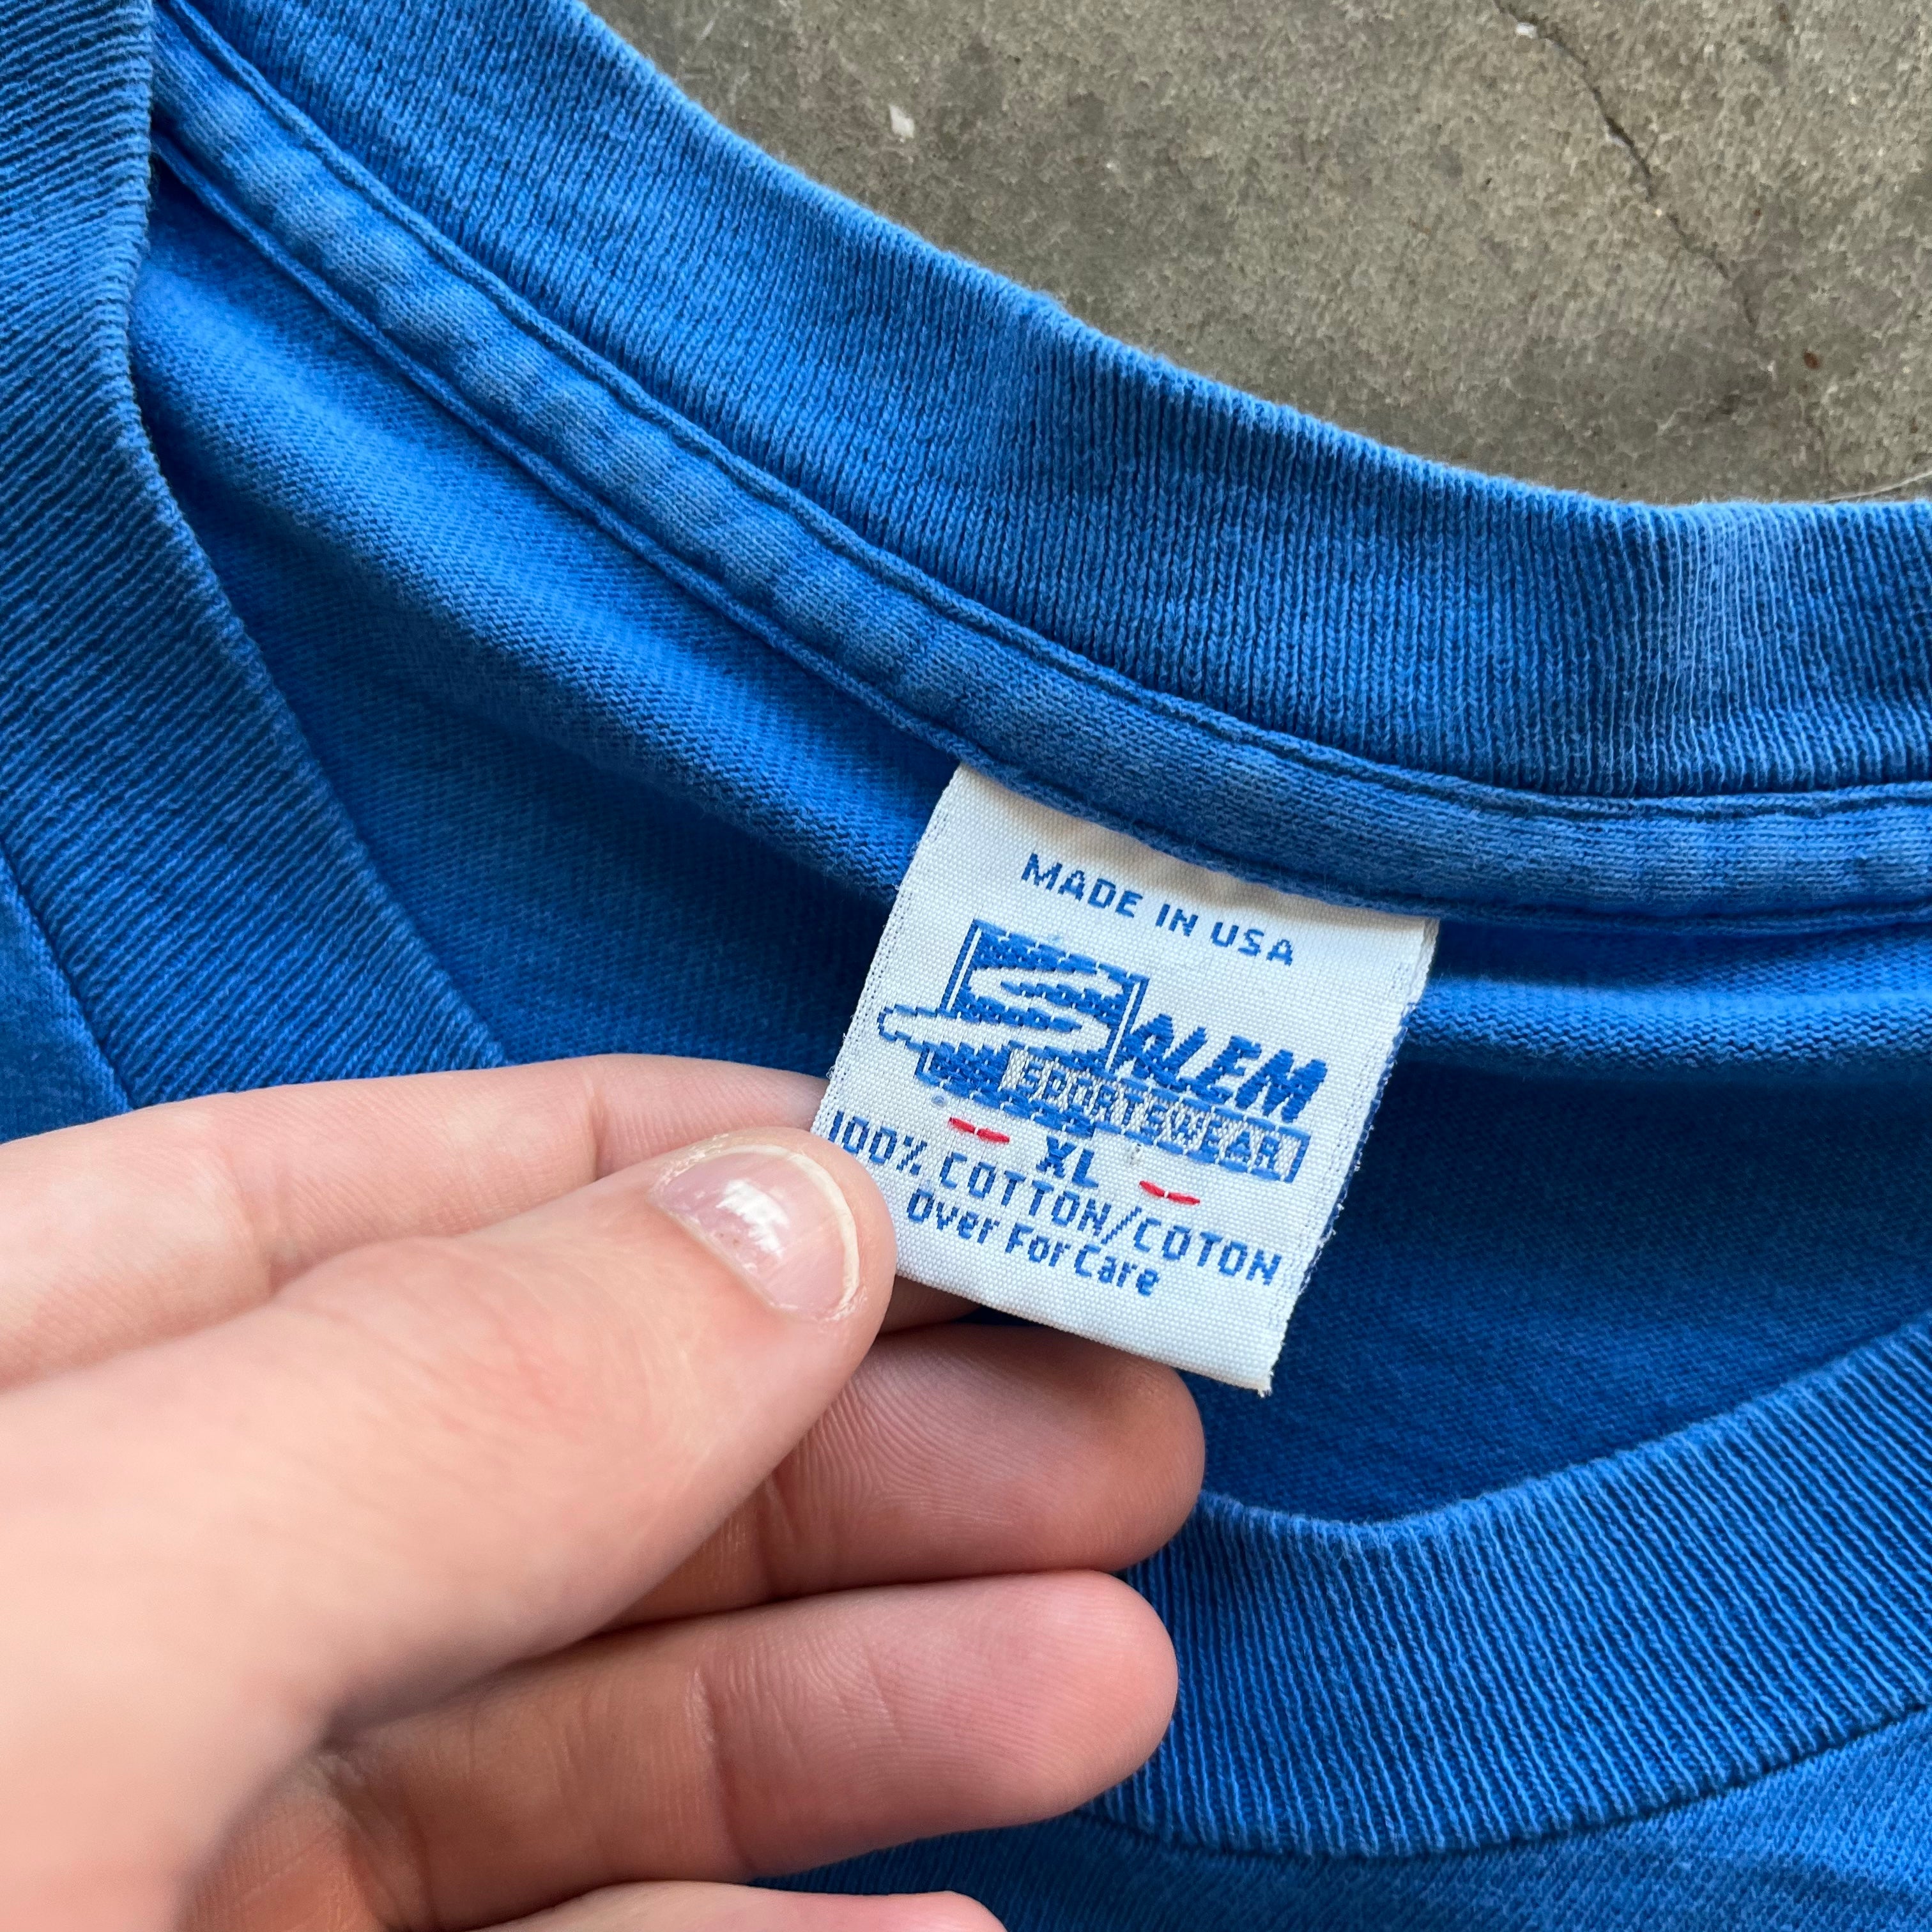 MADE IN USA
SALEM
SPORTSWEAR
XL
100% COTTON/COTON
Over For Care